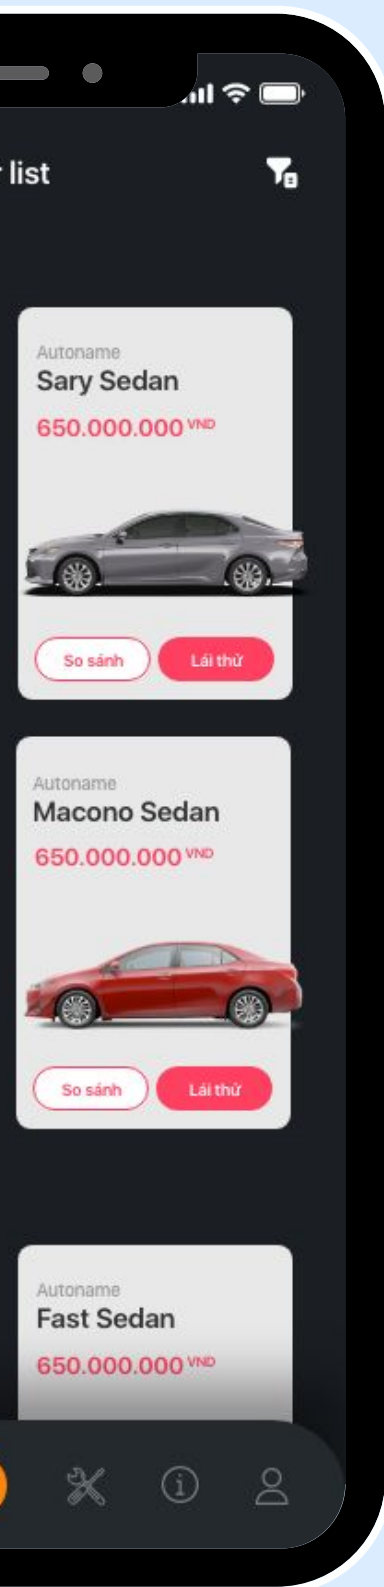 list
Autoname
Sary Sedan
650.000.000 VND
So sánh
Lái thử
Autoname
Macono Sedan
650.000.000 VND
So sánh
Lái thử
Autoname
Fast Sedan
650.000.000 VND